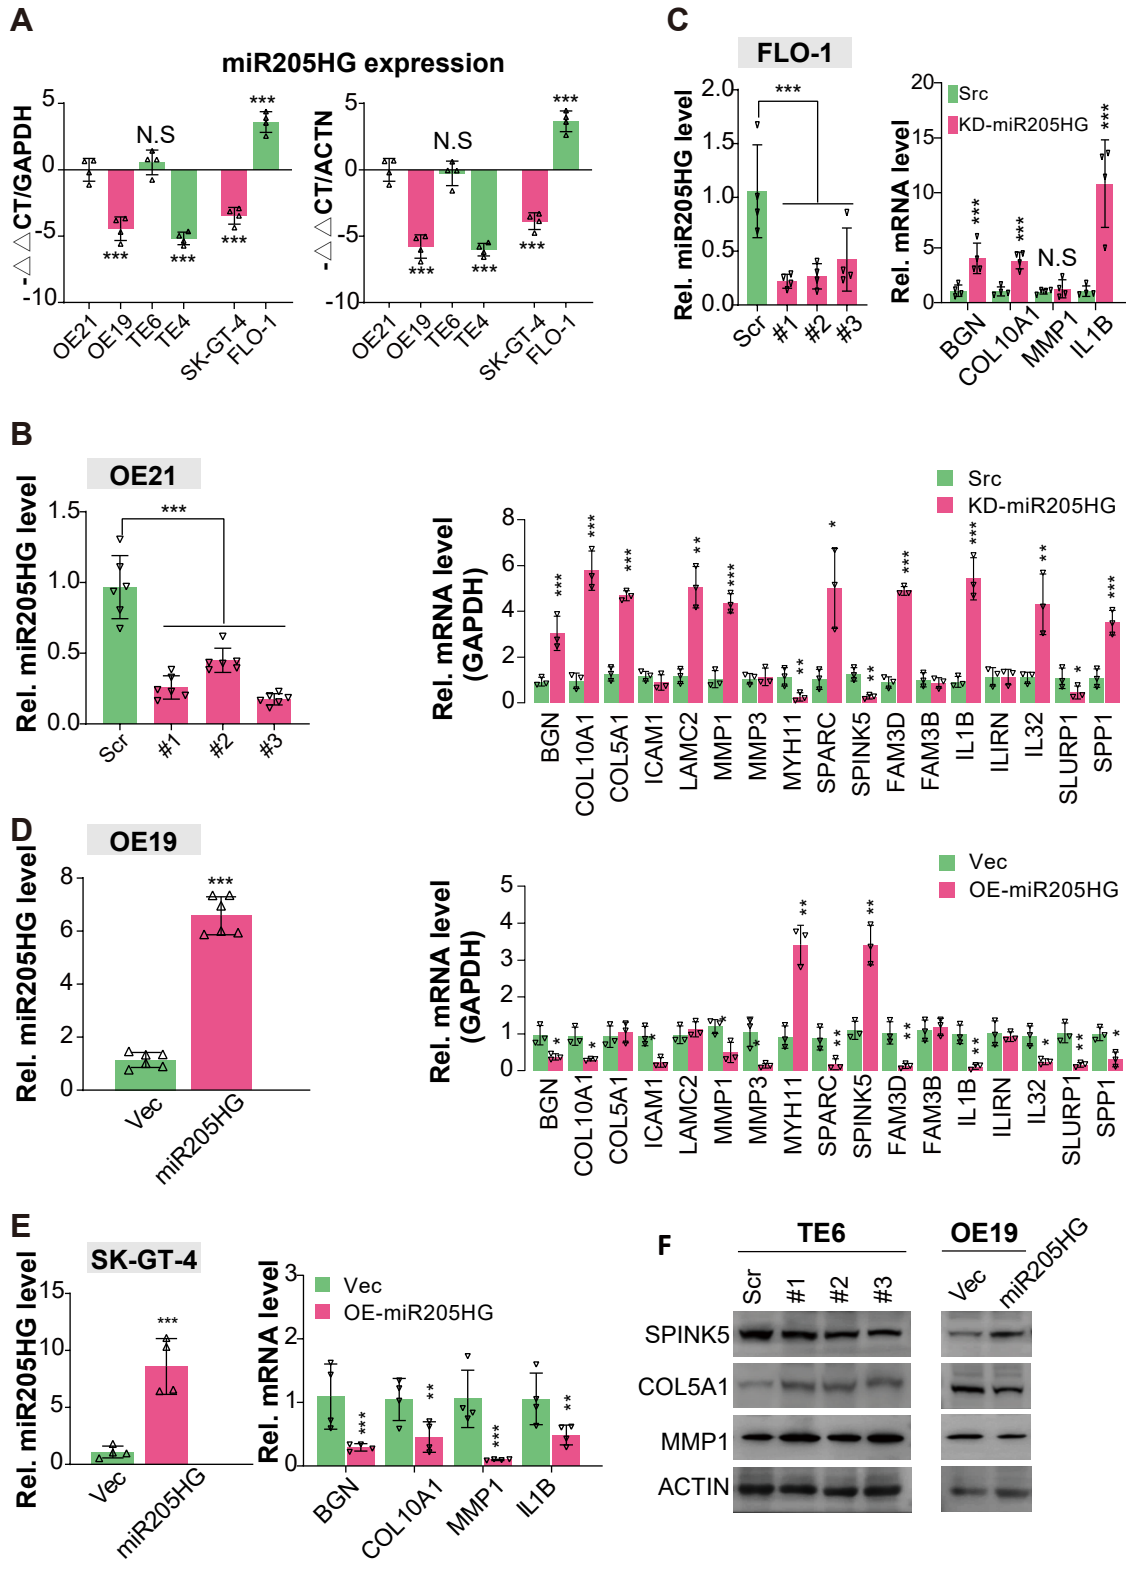 A
miR205HG expression
-△△CT/GAPDH
5
0
-5
-10
***
N.S
***
***
***
OE21
OE19
TE6
TE4
SK-GT-4
FLO-1
-△△CT/ACTN
5
0
-5
-10
***
N.S
***
***
***
OE21
OE19
TE6
TE4
SK-GT-4
FLO-1
C
FLO-1
Rel. miR205HG level
2.0
1.5
1.0
0.5
0.0
***
Scr
#1
#2
#3
Rel. mRNA level
20
15
10
5
0
Src
KD-miR205HG
***
***
N.S
***
BGN
COL10A1
MMP1
IL1B
B
OE21
Rel. miR205HG level
1.5
1.0
0.5
0.0
***
Scr
#1
#2
#3
Rel. mRNA level
(GAPDH)
8
6
4
2
0
Src
KD-miR205HG
***
***
***
**
***
**
*
**
***
***
**
*
***
BGN
COL10A1
COL5A1
ICAM1
LAMC2
MMP1
MMP3
MYH11
SPARC
SPINK5
FAM3D
FAM3B
IL1B
ILIRN
IL32
SLURP1
SPP1
D
OE19
Rel. miR205HG level
8
6
4
2
0
***
Vec
miR205HG
Rel. mRNA level
(GAPDH)
5
4
3
2
1
0
Vec
OE-miR205HG
*
*
*
*
*
**
**
**
**
**
*
**
*
BGN
COL10A1
COL5A1
ICAM1
LAMC2
MMP1
MMP3
MYH11
SPARC
SPINK5
FAM3D
FAM3B
IL1B
ILIRN
IL32
SLURP1
SPP1
E
SK-GT-4
Rel. miR205HG level
15
10
5
0
***
Vec
miR205HG
Rel. mRNA level
3
2
1
0
Vec
OE-miR205HG
***
**
***
**
BGN
COL10A1
MMP1
IL1B
F
TE6
OE19
Scr
#1
#2
#3
Vec
miR205HG
SPINK5
COL5A1
MMP1
ACTIN